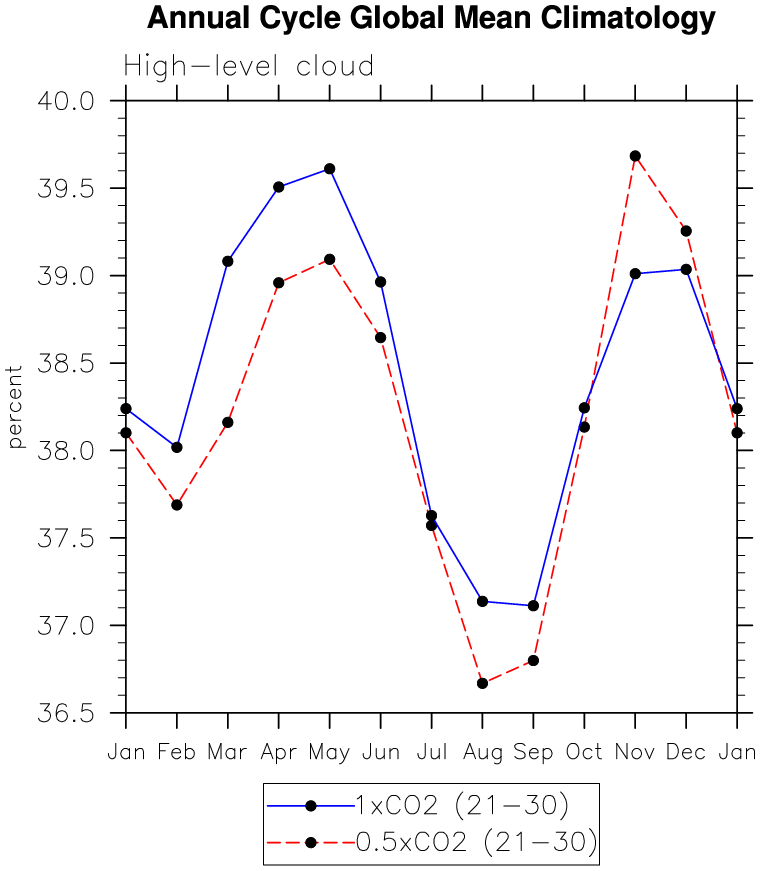 Annual Cycle Global Mean Climatology
High-level cloud
40.0
39.5
39.0
38.5
38.0
37.5
37.0
36.5
percent
Jan Feb Mar Apr May Jun Jul Aug Sep Oct Nov Dec Jan
1xCO2 (21-30)
0.5xCO2 (21-30)